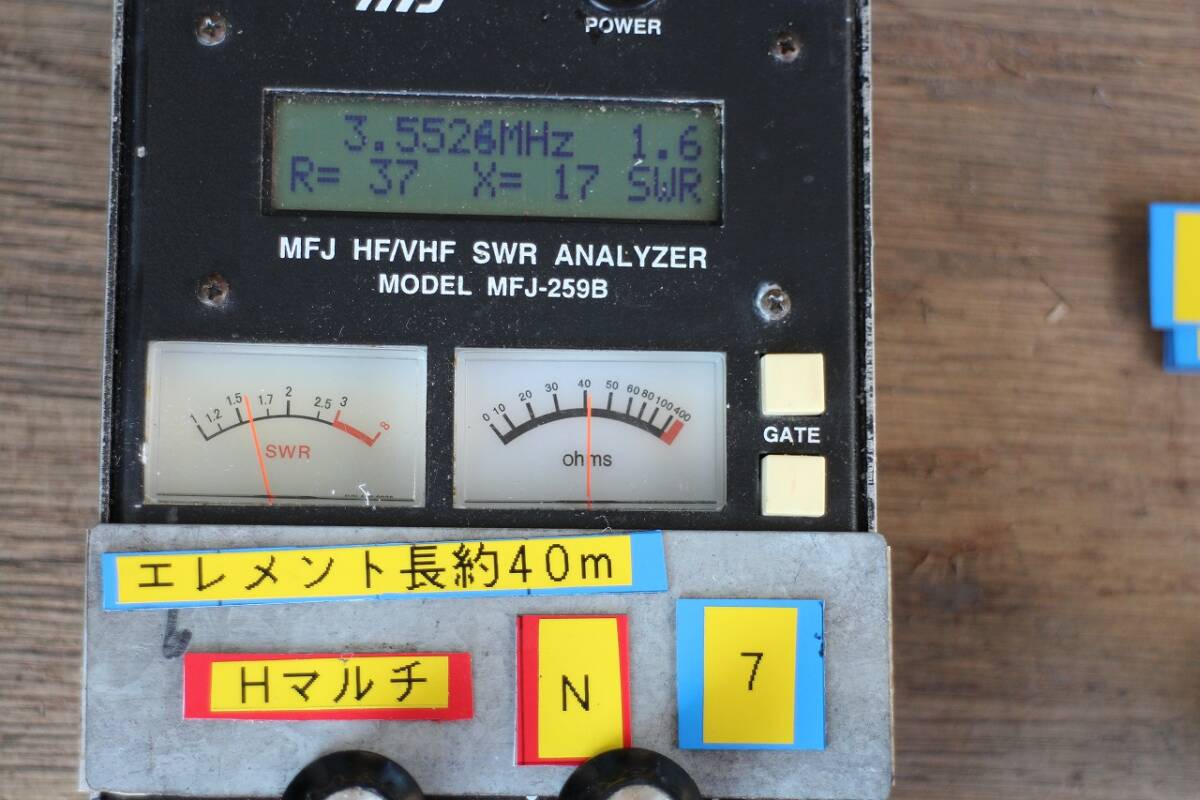 POWER
3.5526MHz 1.6
R= 37 X= 17 SWR
MFJ HF/VHF SWR ANALYZER
MODEL MFJ-259B
1 1.2 1.5 1.7 2 2.5 3 8
SWR
0 10 20 30 40 50 60 80 100 400
ohms
GATE
エレメント長約40m
Hマルチ
N
7